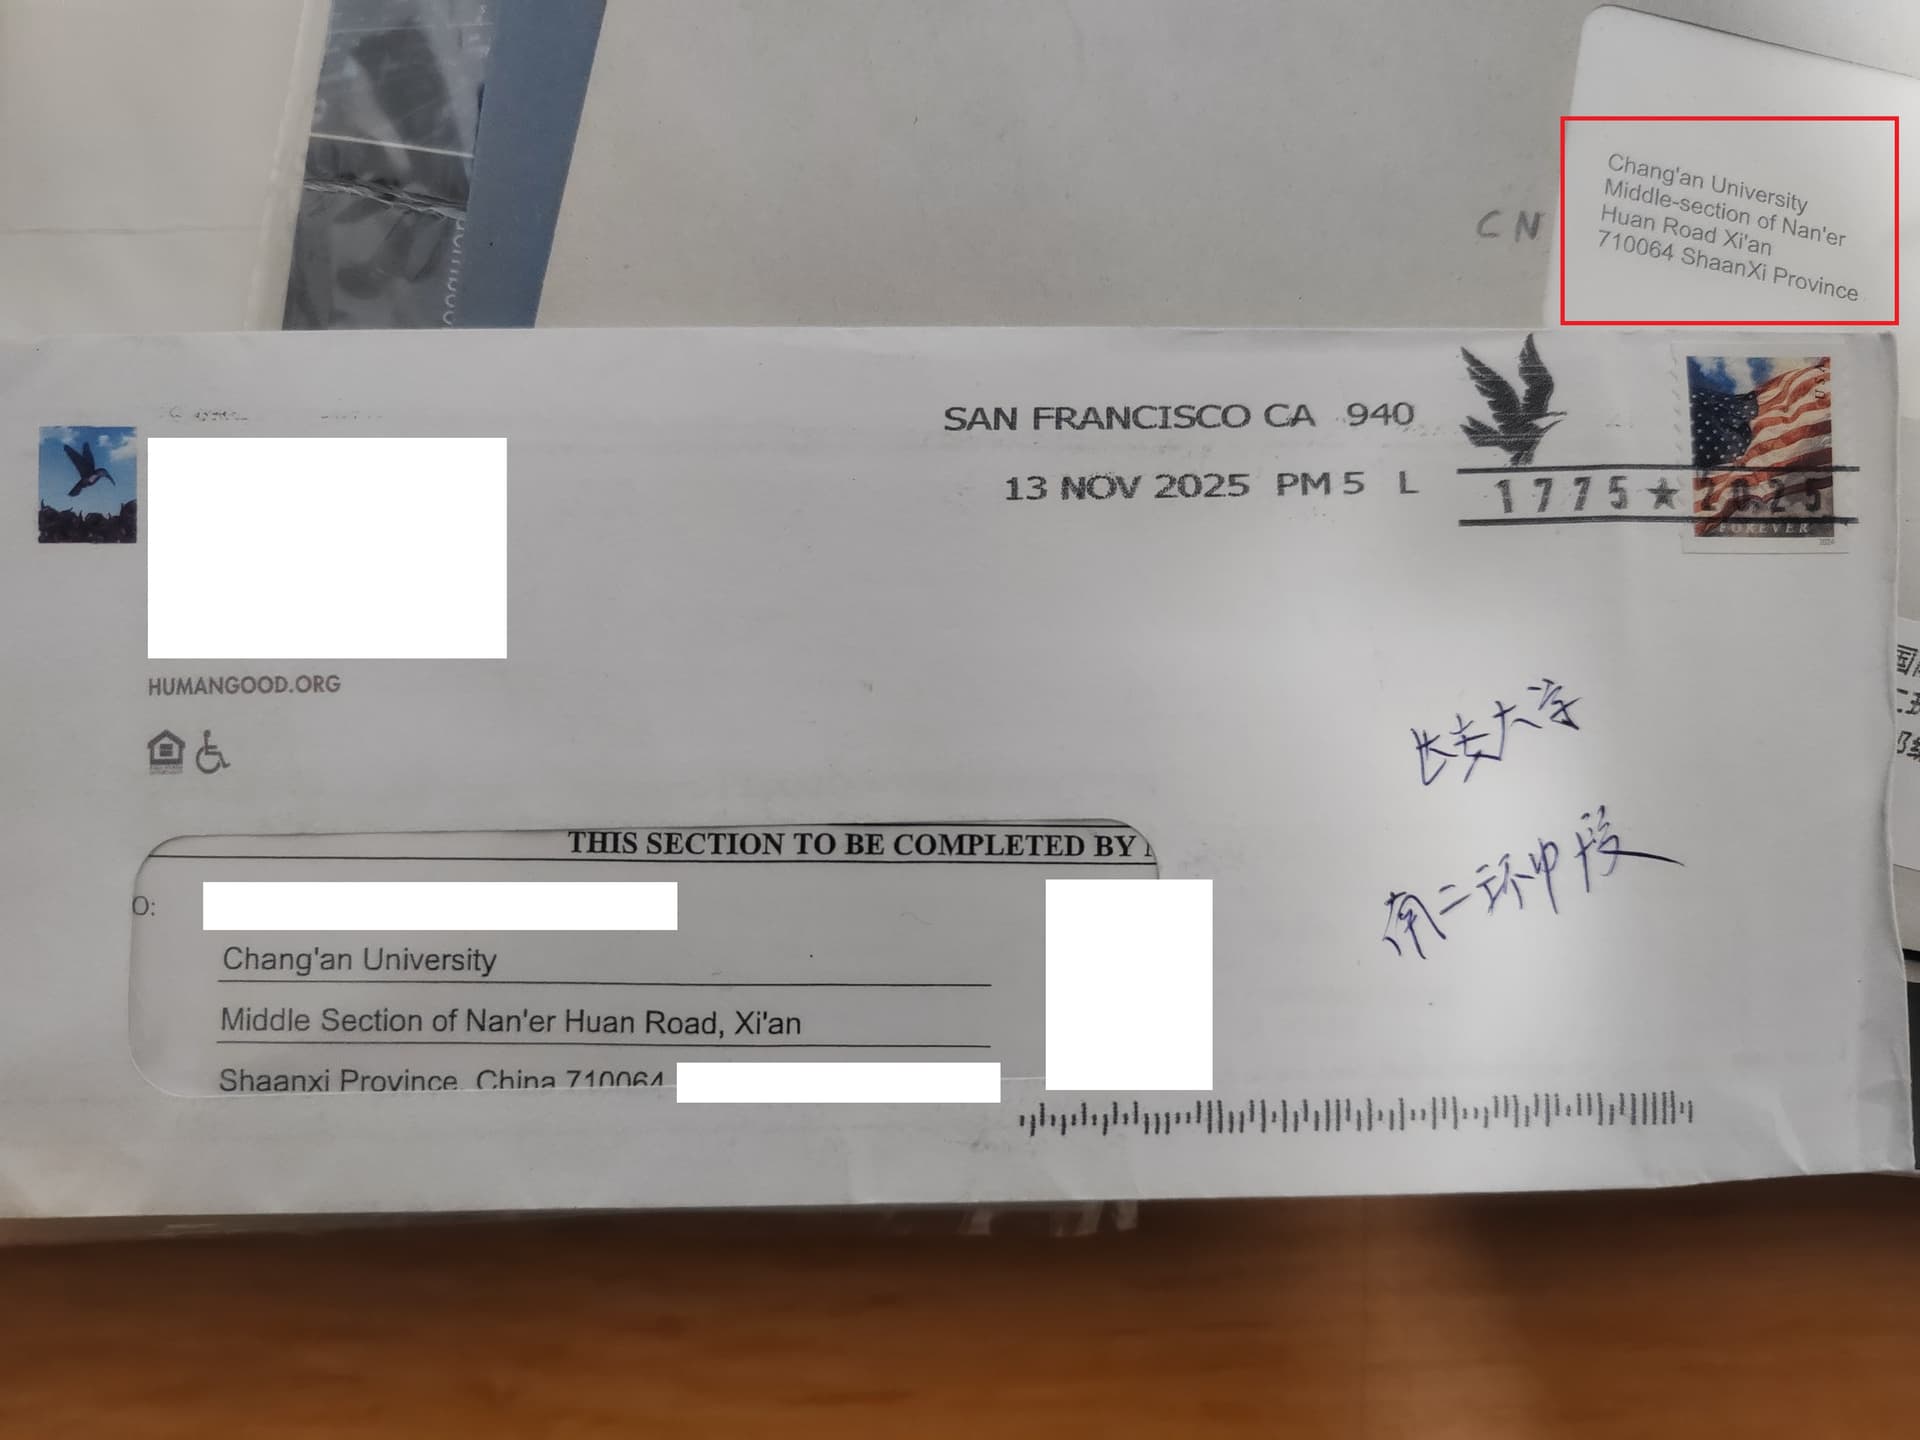 CN
Chang'an University
Middle-section of Nan'er
Huan Road Xi'an
710064 ShaanXi Province
SAN FRANCISCO CA 940
13 NOV 2025 PM 5 L
1775★2025
USA
FOREVER
2024
HUMANGOOD.ORG
长安大学
南二环中段
THIS SECTION TO BE COMPLETED BY
O:
Chang'an University
Middle Section of Nan'er Huan Road, Xi'an
Shaanxi Province, China 710064